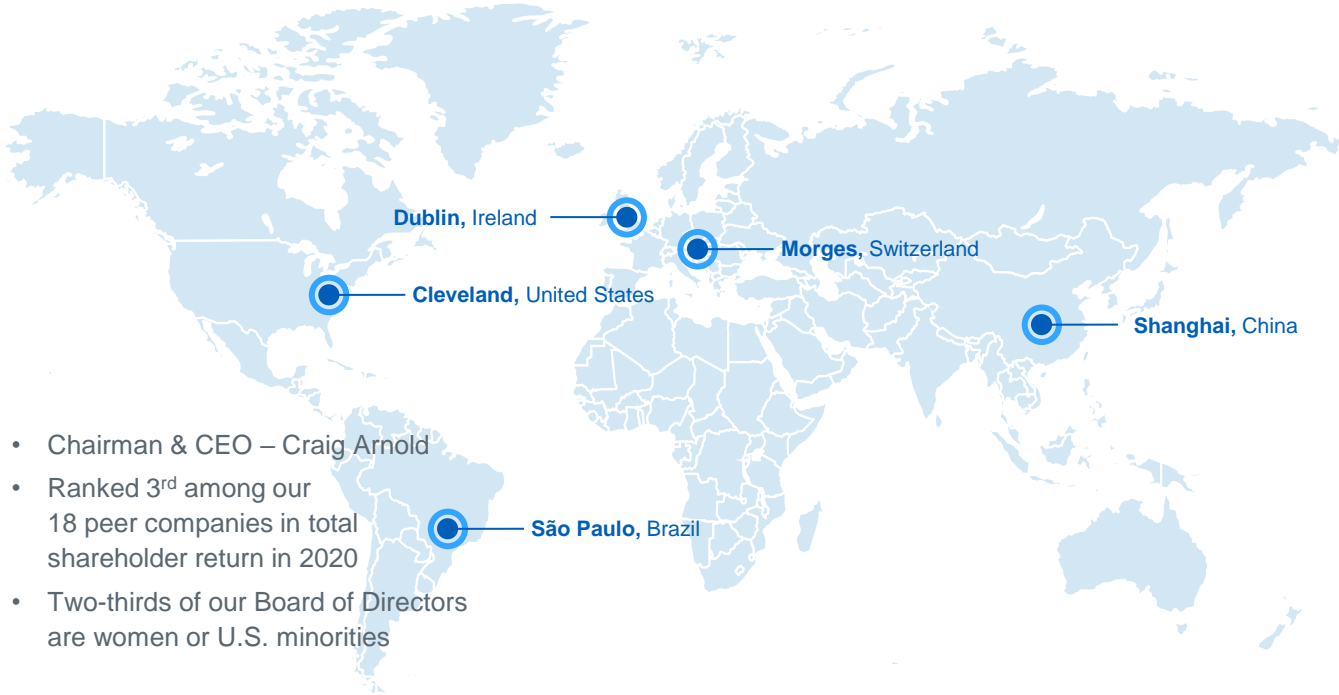 Dublin, Ireland
Morges, Switzerland
Cleveland, United States
Shanghai, China
• Chairman & CEO – Craig Arnold
• Ranked 3rd among our
18 peer companies in total
shareholder return in 2020
São Paulo, Brazil
• Two-thirds of our Board of Directors
are women or U.S. minorities